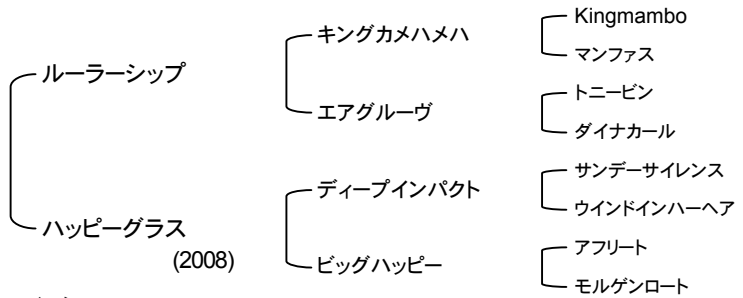 Kingmambo
キングカメハメハ
マンファス
ルーラーシップ
トニービン
エアグルーヴ
ダイナカール
サンデーサイレンス
ディープインパクト
ウインドインハーヘア
ハッピーグラス
(2008)
アフリート
ビッグハッピー
モルゲンロート